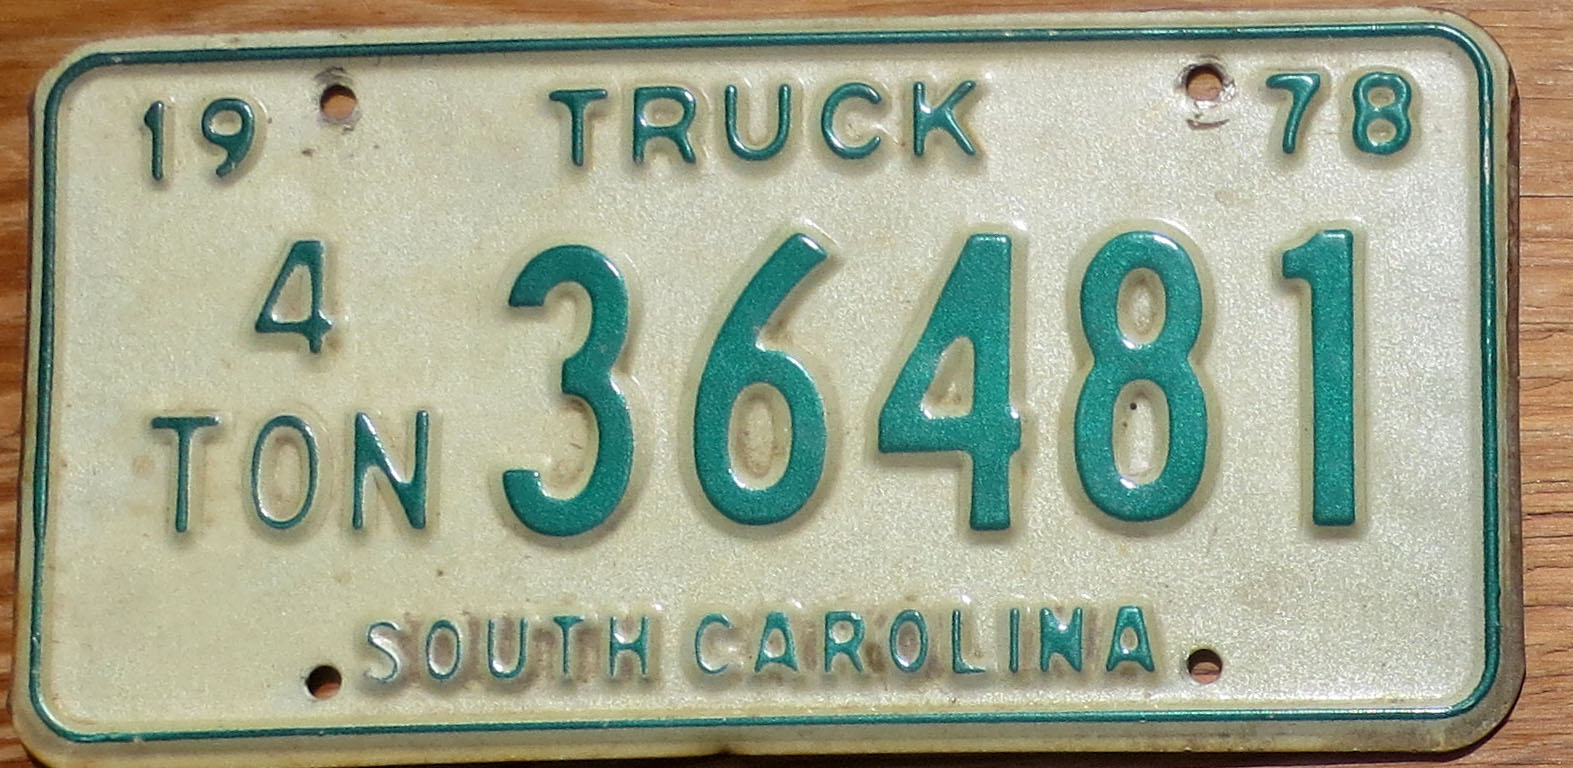 19 TRUCK 78
4
TON 36481
SOUTH CAROLINA